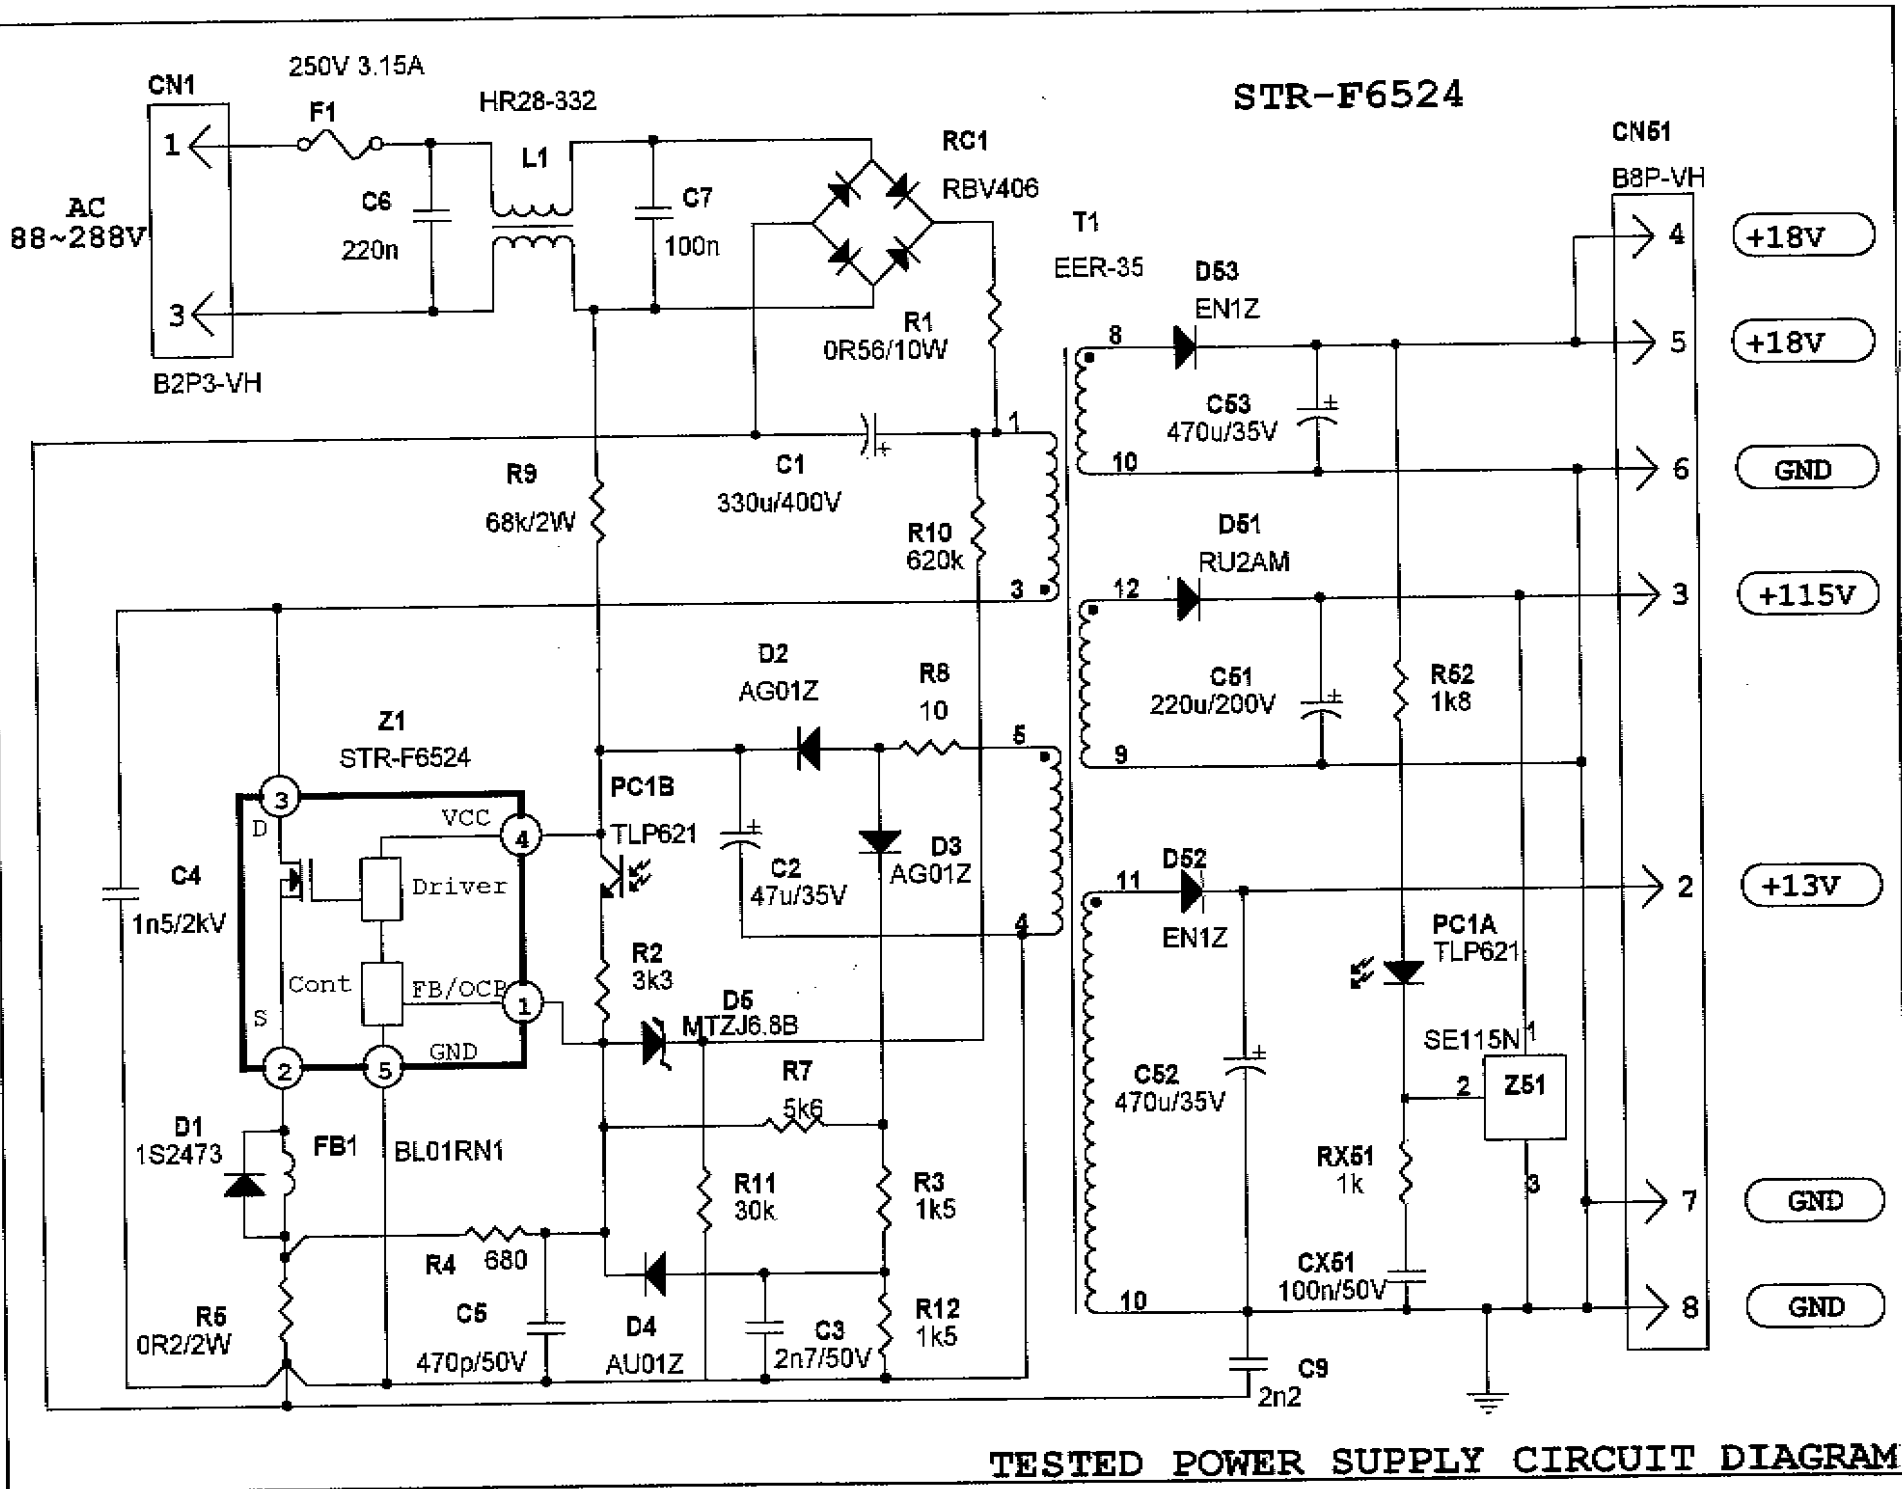 250V 3.15A
CN1
F1
HR28-332
STR-F6524
CN51
1
L1
RC1
B8P-VH
C6
C7
RBV406
4
+18V
AC
88~288V
220n
100n
T1
EER-35
D53
3
R1
EN1Z
0R56/10W
8
5
+18V
B2P3-VH
C53
470u/35V
1
C1
330u/400V
10
6
GND
R9
68k/2W
R10
620k
D51
RU2AM
3
12
3
+115V
D2
AG01Z
R8
10
C51
220u/200V
R52
1k8
Z1
STR-F6524
5
9
PC1B
TLP621
3
D
VCC
4
C4
1n5/2kV
Driver
C2
47u/35V
D3
AG01Z
D52
11
EN1Z
2
+13V
4
PC1A
TLP621
R2
3k3
Cont
FB/OCP
1
D5
MTZJ6.8B
S
GND
2
5
SE115N
1
R7
5k6
C52
470u/35V
2
Z51
D1
1S2473
FB1
BL01RN1
R11
30k
R3
1k5
RX51
1k
3
7
GND
R4
680
CX51
100n/50V
R5
0R2/2W
C5
470p/50V
D4
AU01Z
C3
2n7/50V
R12
1k5
10
8
GND
C9
2n2
TESTED POWER SUPPLY CIRCUIT DIAGRAM